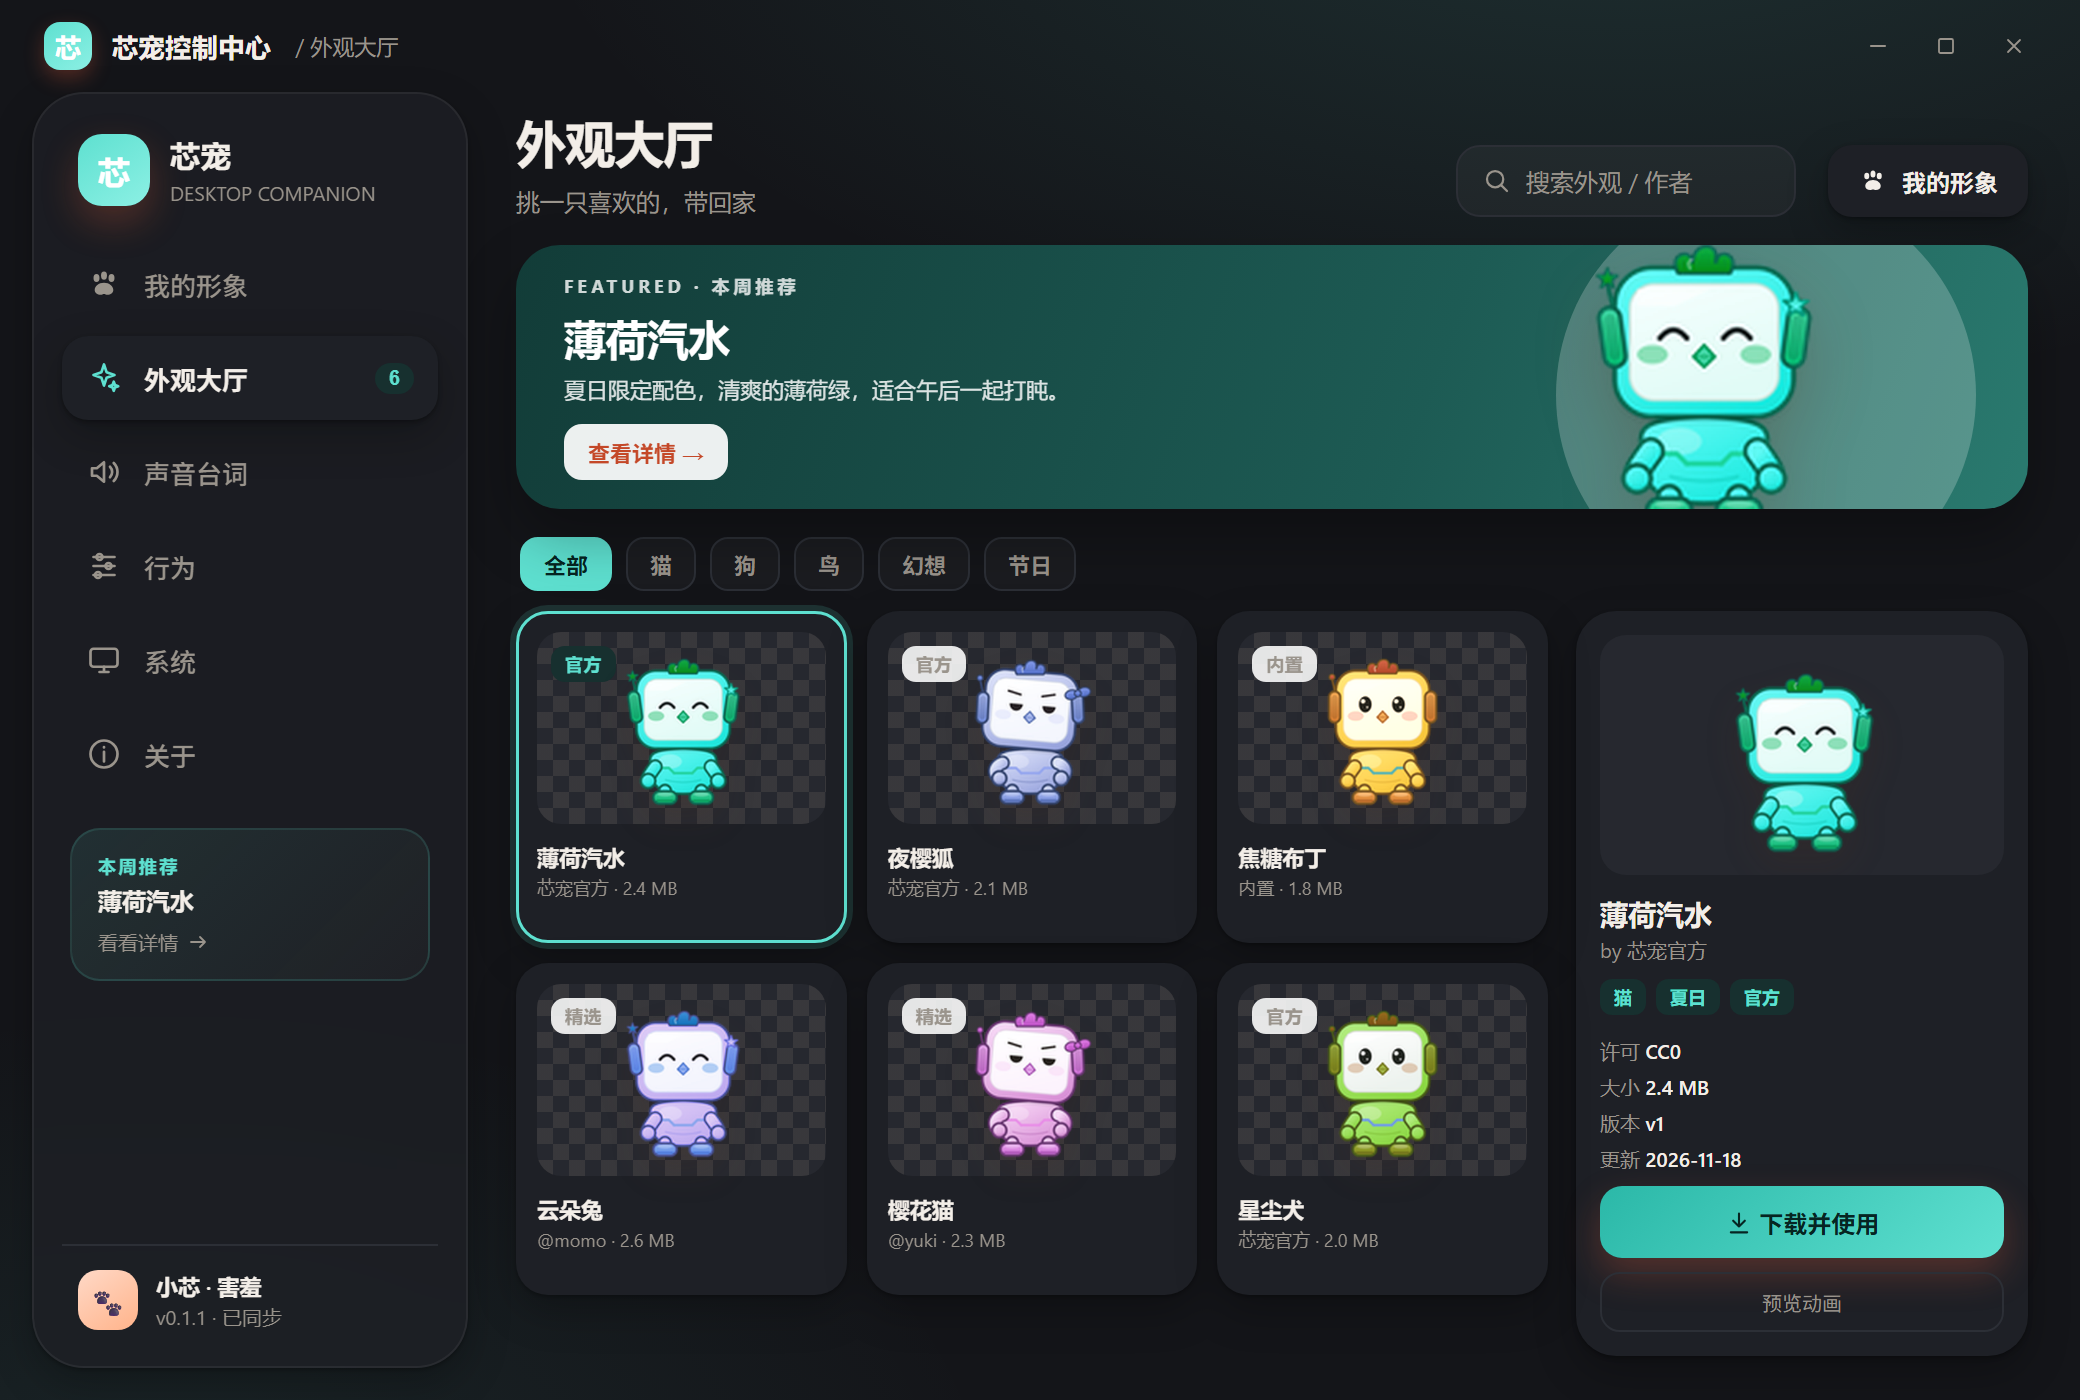 芯 芯宠控制中心 / 外观大厅
芯
芯宠
DESKTOP COMPANION
我的形象
外观大厅 6
声音台词
行为
系统
关于
本周推荐
薄荷汽水
看看详情 →
小芯 · 害羞
v0.1.1 · 已同步
外观大厅
挑一只喜欢的，带回家
搜索外观 / 作者
我的形象
FEATURED · 本周推荐
薄荷汽水
夏日限定配色，清爽的薄荷绿，适合午后一起打盹。
查看详情 →
全部 猫 狗 鸟 幻想 节日
官方
薄荷汽水
芯宠官方 · 2.4 MB
官方
夜樱狐
芯宠官方 · 2.1 MB
内置
焦糖布丁
内置 · 1.8 MB
精选
云朵兔
@momo · 2.6 MB
精选
樱花猫
@yuki · 2.3 MB
官方
星尘犬
芯宠官方 · 2.0 MB
薄荷汽水
by 芯宠官方
猫 夏日 官方
许可 CC0
大小 2.4 MB
版本 v1
更新 2026-11-18
下载并使用
预览动画